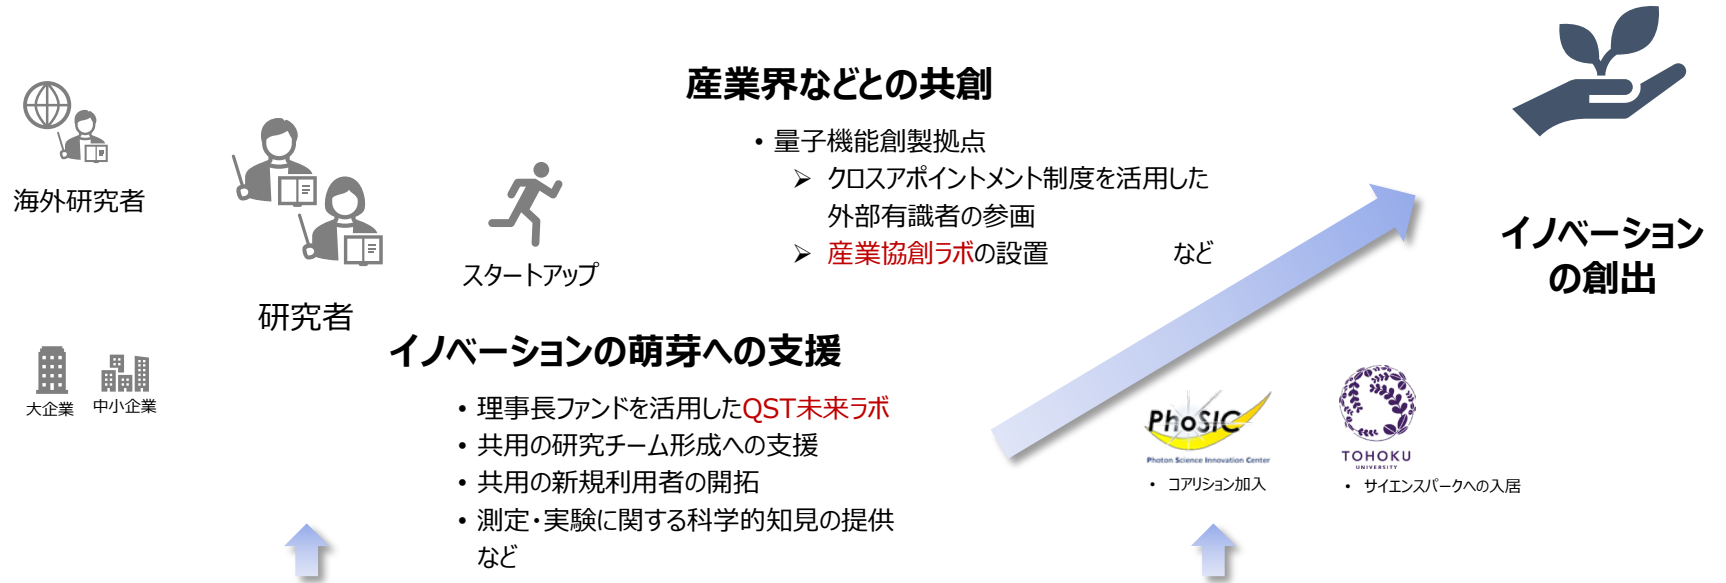 産業界などとの共創
• 量子機能創製拠点
➢ クロスアポイントメント制度を活用した
外部有識者の参画
➢ 産業協創ラボの設置 など
海外研究者
研究者
スタートアップ
大企業 中小企業
イノベーションの萌芽への支援
• 理事長ファンドを活用したQST未来ラボ
• 共用の研究チーム形成への支援
• 共用の新規利用者の開拓
• 測定・実験に関する科学的知見の提供
など
イノベーション
の創出
PhoSIC
Photon Science Innovation Center
• コアリション加入
TOHOKU
UNIVERSITY
• サイエンスパークへの入居